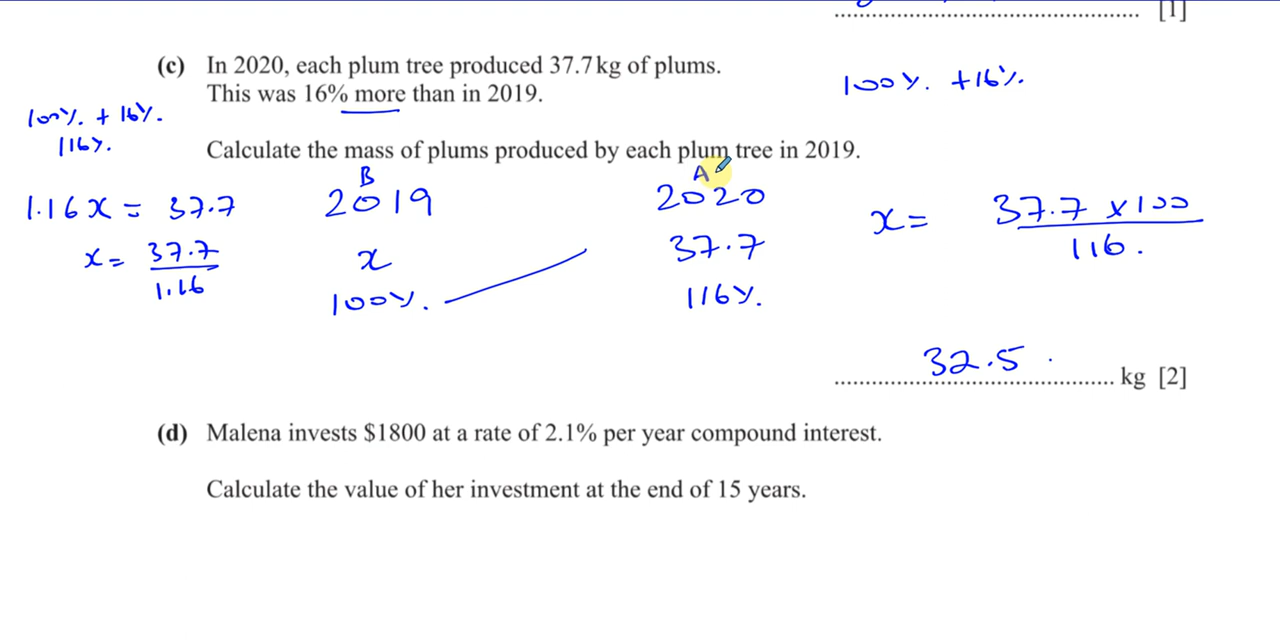 [1]
(c) In 2020, each plum tree produced 37.7 kg of plums.
This was 16% more than in 2019.
100% + 16%
100% + 16%.
116%.
Calculate the mass of plums produced by each plum tree in 2019.
B
A
1.16x = 37.7
2019
2020
x = 37.7 x 100
116.
x = 37.7
1.16
x
37.7
100%.
116%.
32.5
kg [2]
(d) Malena invests $1800 at a rate of 2.1% per year compound interest.
Calculate the value of her investment at the end of 15 years.